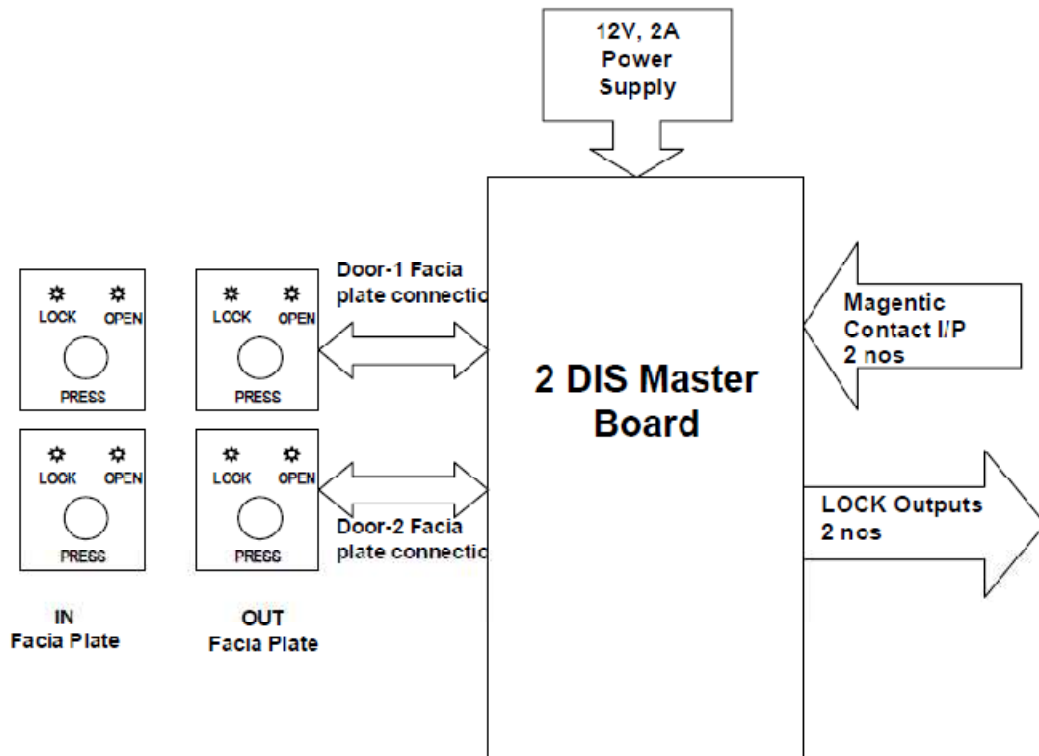 12V, 2A
Power
Supply
Door-1 Facia
plate connectic
LOCK OPEN
PRESS
LOCK OPEN
PRESS
LOCK OPEN
PRESS
LOCK OPEN
PRESS
Door-2 Facia
plate connectic
2 DIS Master
Board
Magentic
Contact I/P
2 nos
LOCK Outputs
2 nos
IN
Facia Plate
OUT
Facia Plate